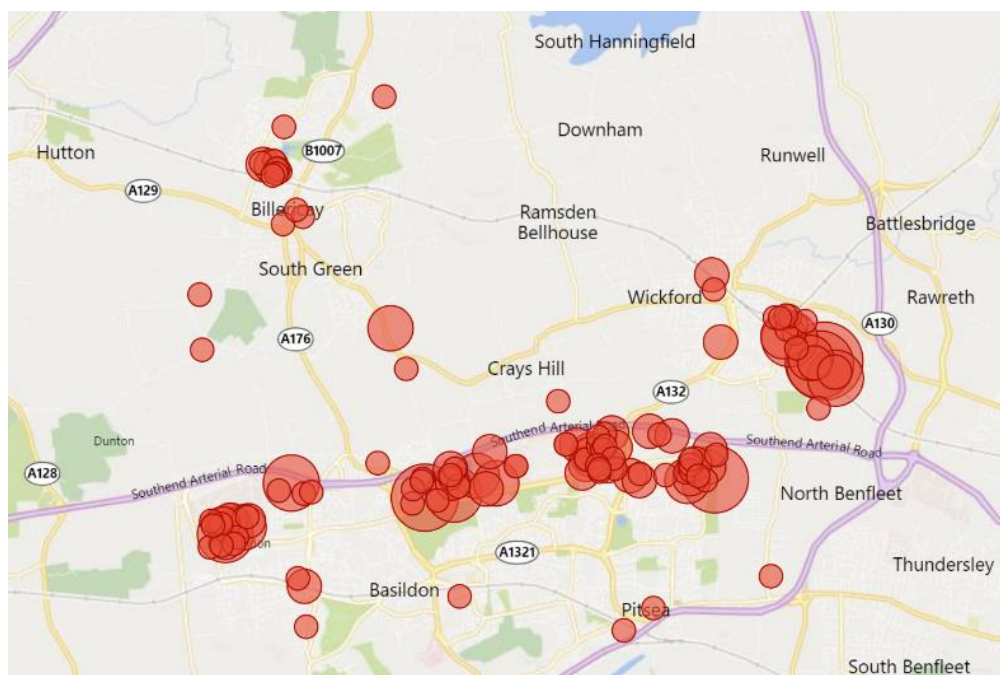 South Hanningfield
Downham
Hutton
B1007
Runwell
A129
Billericay
Ramsden
Bellhouse
Battlesbridge
South Green
Wickford
Rawreth
A130
A176
Crays Hill
A132
Dunton
Southend Arterial Road
Southend Arterial Road
A128
Southend Arterial Road
North Benfleet
A1321
Thundersley
Basildon
Pitsea
South Benfleet